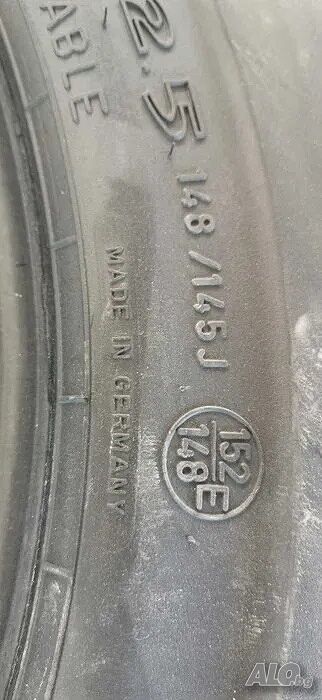 2.5 148/145J
ABLE
MADE IN GERMANY
152
148 E
ALO.bg